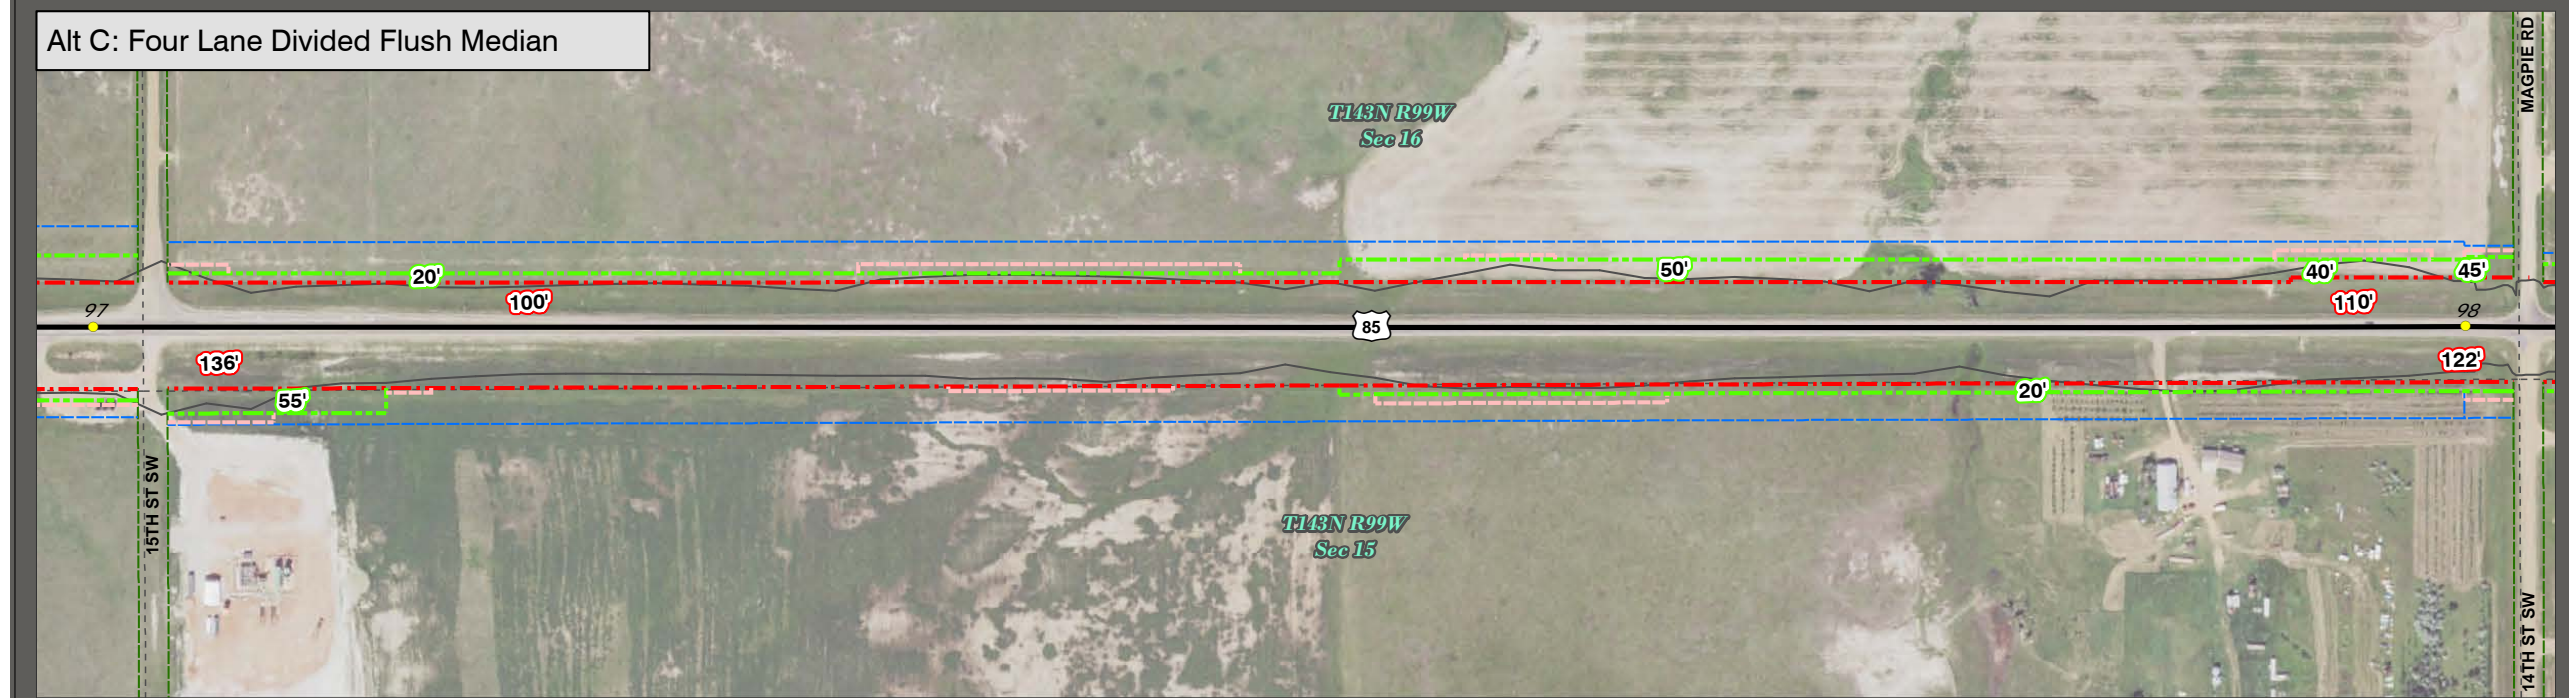 Alt C: Four Lane Divided Flush Median
MAGPIE RD
T143N R99W
Sec 16
20'
50'
40'
45'
100'
110'
97
98
85
136'
122'
55'
20'
15TH ST SW
T143N R99W
Sec 15
14TH ST SW